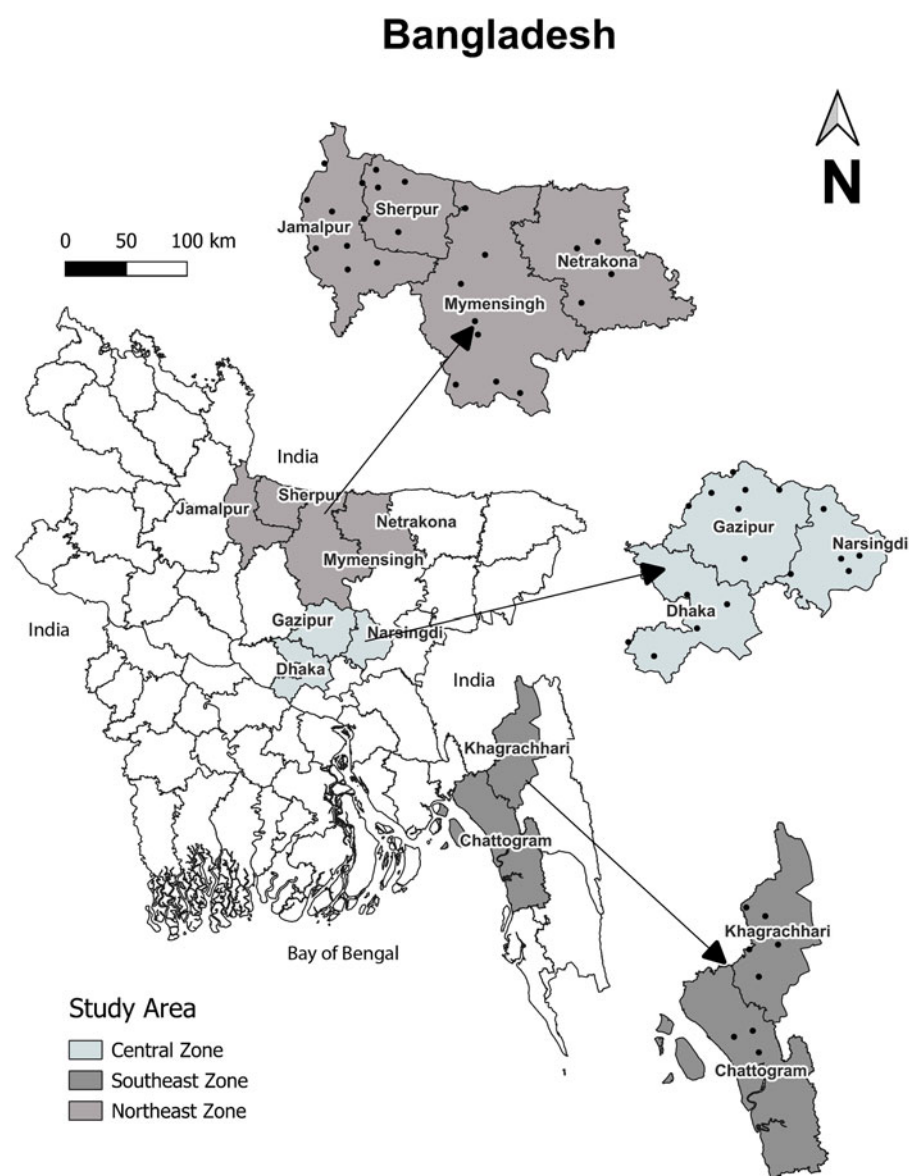 Bangladesh
N
0 50 100 km
Sherpur
Jamalpur
Netrakona
Mymensingh
India
Sherpur
Jamalpur
Netrakona
Mymensingh
Gazipur
Narsingdi
Dhaka
India
Gazipur
Narsingdi
Dhaka
India
Khagrachhari
Chattogram
Bay of Bengal
Khagrachhari
Chattogram
Study Area
Central Zone
Southeast Zone
Northeast Zone